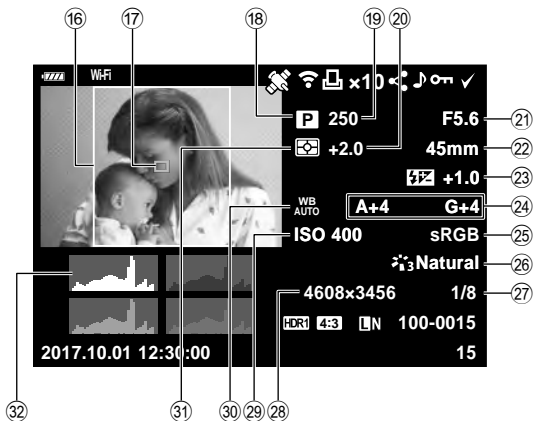 ⑯ ⑰ ⑱ ⑲ ⑳
Wi-Fi ×10
P 250 F5.6 ㉑
+2.0 45mm ㉒
+1.0 ㉓
WB AUTO A+4 G+4 ㉔
ISO 400 sRGB ㉕
3 Natural ㉖
4608×3456 1/8 ㉗
HDR1 4:3 LN 100-0015
2017.10.01 12:30:00 15
㉜ ㉛ ㉚ ㉙ ㉘